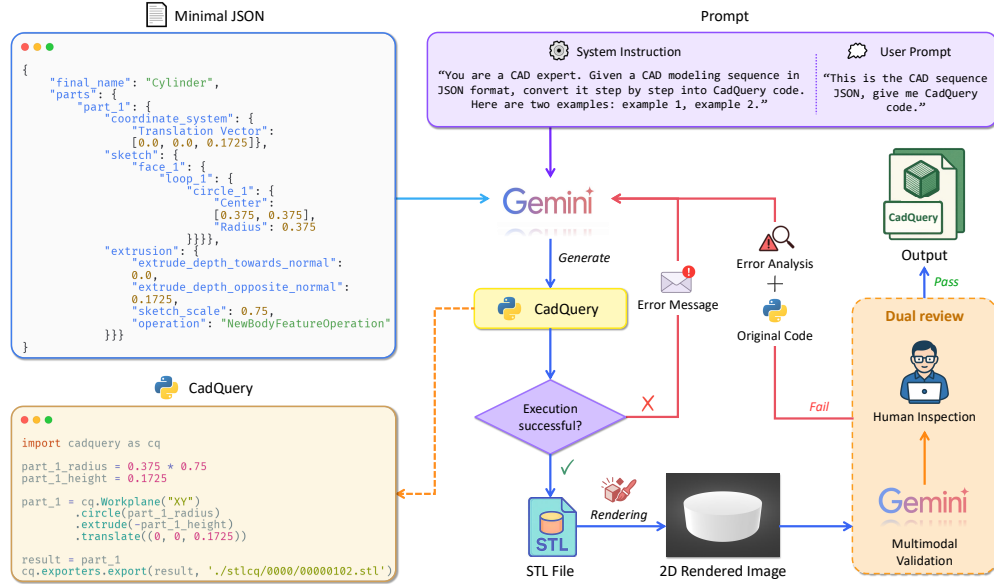 Minimal JSON
{
"final_name": "Cylinder",
"parts": {
"part_1": {
"coordinate_system": {
"Translation Vector":
[0.0, 0.0, 0.1725]},
"sketch": {
"face_1": {
"loop_1": {
"circle_1": {
"Center":
[0.375, 0.375],
"Radius": 0.375
}}}},
"extrusion": {
"extrude_depth_towards_normal":
0.0,
"extrude_depth_opposite_normal":
0.1725,
"sketch_scale": 0.75,
"operation": "NewBodyFeatureOperation"
}}}
}
CadQuery
import cadquery as cq
part_1_radius = 0.375 * 0.75
part_1_height = 0.1725
part_1 = cq.Workplane("XY")
.circle(part_1_radius)
.extrude(-part_1_height)
.translate((0, 0, 0.1725))
result = part_1
cq.exporters.export(result, './stlcq/0000/00000102.stl')
Prompt
System Instruction
“You are a CAD expert. Given a CAD modeling sequence in
JSON format, convert it step by step into CadQuery code.
Here are two examples: example 1, example 2.”
User Prompt
“This is the CAD sequence
JSON, give me CadQuery
code.”
Gemini
Generate
CadQuery
Execution
successful?
Error Message
Error Analysis
+
Original Code
Fail
STL
STL File
Rendering
2D Rendered Image
CadQuery
Output
Pass
Dual review
Human Inspection
Gemini
Multimodal
Validation